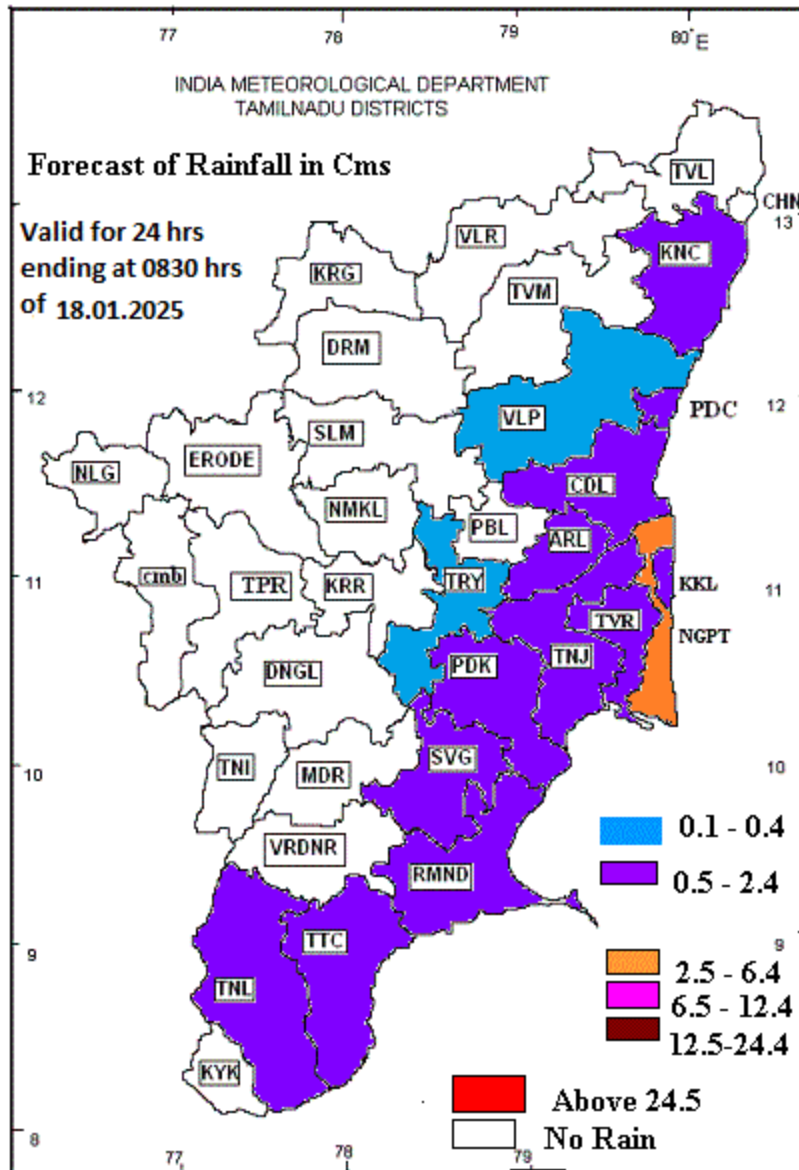 77 78 79 80°E
INDIA METEOROLOGICAL DEPARTMENT
TAMILNADU DISTRICTS
Forecast of Rainfall in Cms
Valid for 24 hrs
ending at 0830 hrs
of 18.01.2025
TVL
CHN
13
VLR
KNC
KRG
TVM
DRM
12
12
PDC
VLP
SLM
ERODE
NLG
CDL
NMKL
PBL
ARL
11
cmb
TPR
KRR
TRY
KKL
11
TVR
NGPT
DNGL
PDK
TNJ
10
TNI
MDR
SVG
10
VRDNR
0.1 - 0.4
RMND
0.5 - 2.4
9
TTC
9
TNL
2.5 - 6.4
6.5 - 12.4
12.5-24.4
KYK
Above 24.5
No Rain
8
77 78 79